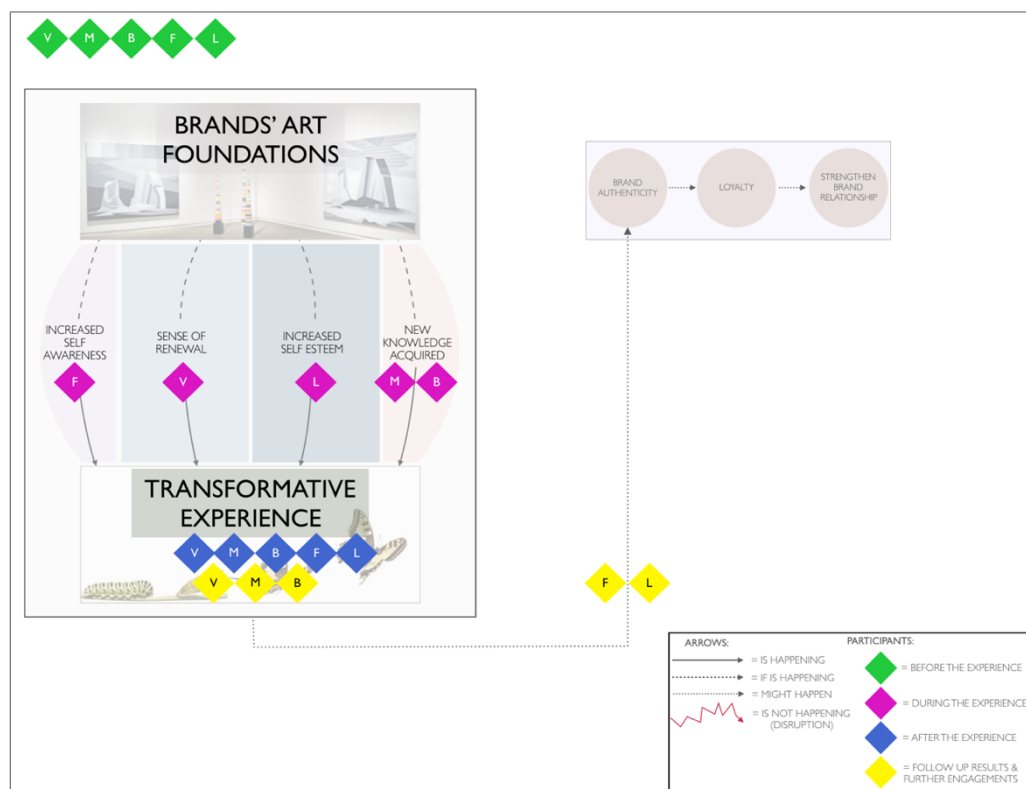 V M B F L
BRANDS' ART
FOUNDATIONS
BRAND
AUTHENTICITY
LOYALTY
STRENGTHEN
BRAND
RELATIONSHIP
INCREASED
SELF
AWARENESS
SENSE OF
RENEWAL
INCREASED
SELF ESTEEM
NEW
KNOWLEDGE
ACQUIRED
F V L M B
TRANSFORMATIVE
EXPERIENCE
V M B F L
V M B
F L
ARROWS:
= IS HAPPENING
= IF IS HAPPENING
= MIGHT HAPPEN
= IS NOT HAPPENING
(DISRUPTION)
PARTICIPANTS:
= BEFORE THE EXPERIENCE
= DURING THE EXPERIENCE
= AFTER THE EXPERIENCE
= FOLLOW UP RESULTS &
FURTHER ENGAGEMENTS